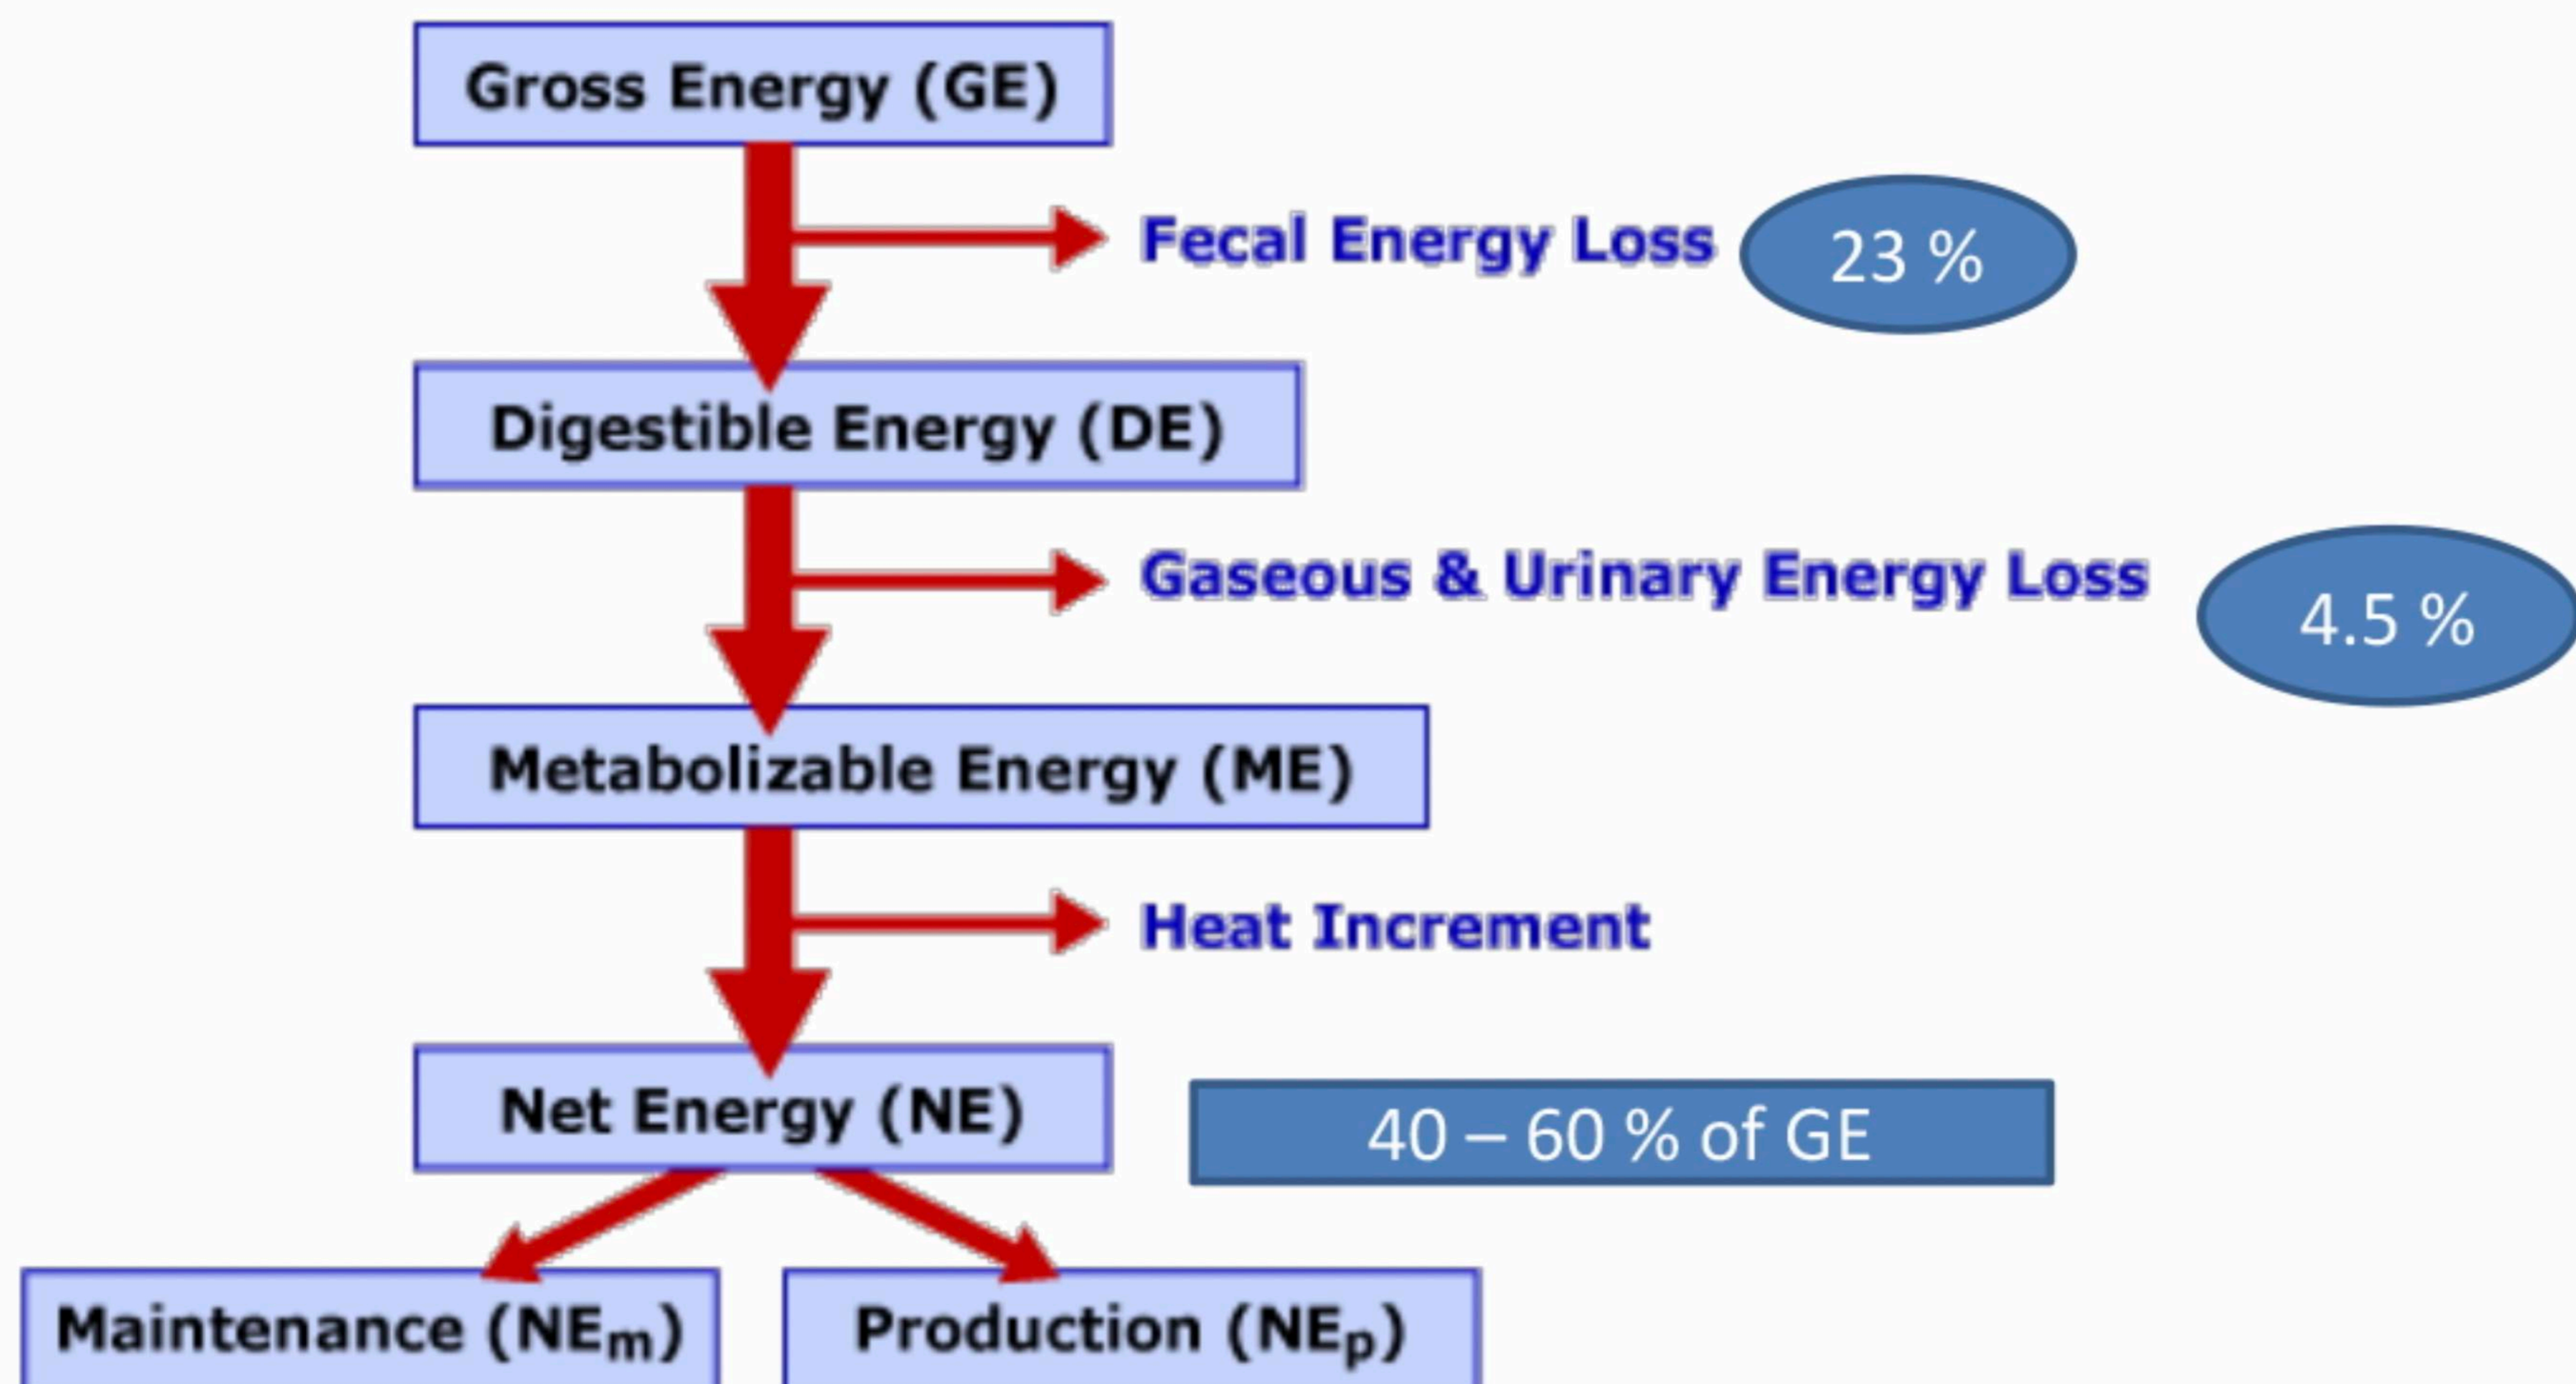 Gross Energy (GE)
Fecal Energy Loss
23 %
Digestible Energy (DE)
Gaseous & Urinary Energy Loss
4.5 %
Metabolizable Energy (ME)
Heat Increment
Net Energy (NE)
40 – 60 % of GE
Maintenance (NEm)
Production (NEp)